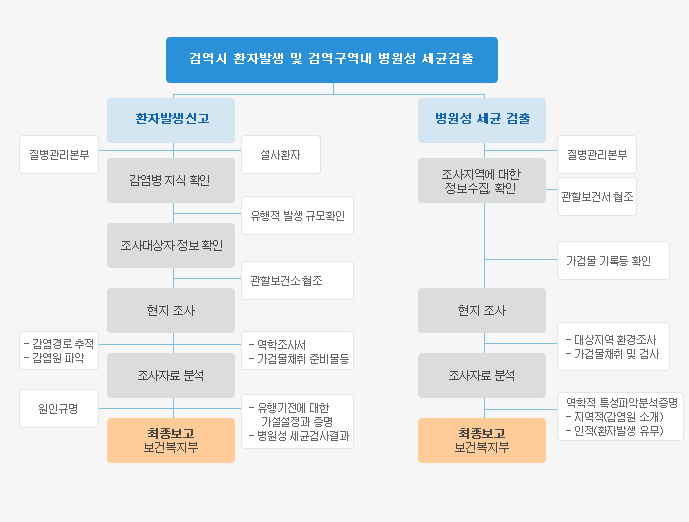 검역시 환자발생 및 검역구역내 병원성 세균검출
환자발생신고
질병관리본부
설사환자
감염병 지식 확인
유행적 발생 규모확인
조사대상자 정보 확인
관할보건소 협조
현지 조사
- 감염경로 추적
- 감염원 파악
- 역학조사서
- 가검물채취 준비물등
조사자료 분석
원인규명
- 유행기전에 대한
가설설정과 증명
- 병원성 세균검사결과
최종보고
보건복지부
병원성 세균 검출
질병관리본부
조사지역에 대한
정보수집, 확인
관할보건서 협조
가검물 기록등 확인
현지 조사
- 대상지역 환경조사
- 가검물채취 및 검사
조사자료 분석
역학적 특성파악분석증명
- 지역적(감염원 소개)
- 인적(환자발생 유무)
최종보고
보건복지부